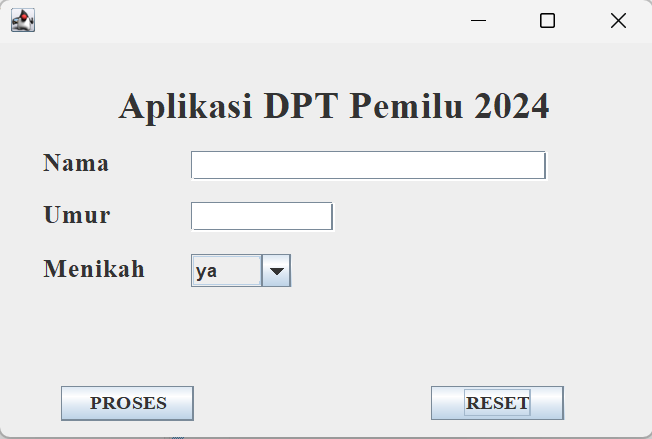 Aplikasi DPT Pemilu 2024
Nama
Umur
Menikah ya
PROSES RESET